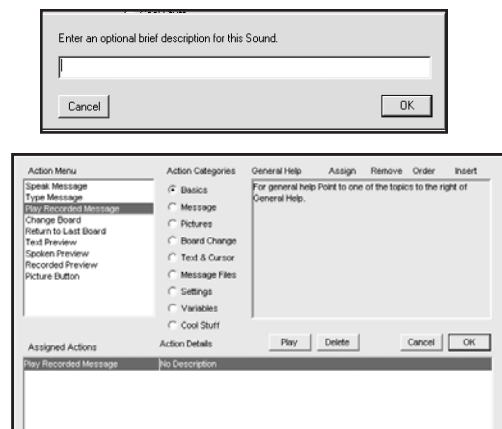 Enter an optional brief description for this Sound.
Cancel
OK
Action Menu
Action Categories
General Help
Assign
Remove
Order
Insert
Speak Message
Type Message
Play Recorded Message
Change Board
Return to Last Board
Text Preview
Spoken Preview
Recorded Preview
Picture Button
Basics
Message
Pictures
Board Change
Text & Cursor
Message Files
Settings
Variables
Cool Stuff
For general help Point to one of the topics to the right of
General Help.
Assigned Actions
Action Details
Play
Delete
Cancel
OK
Play Recorded Message
No Description